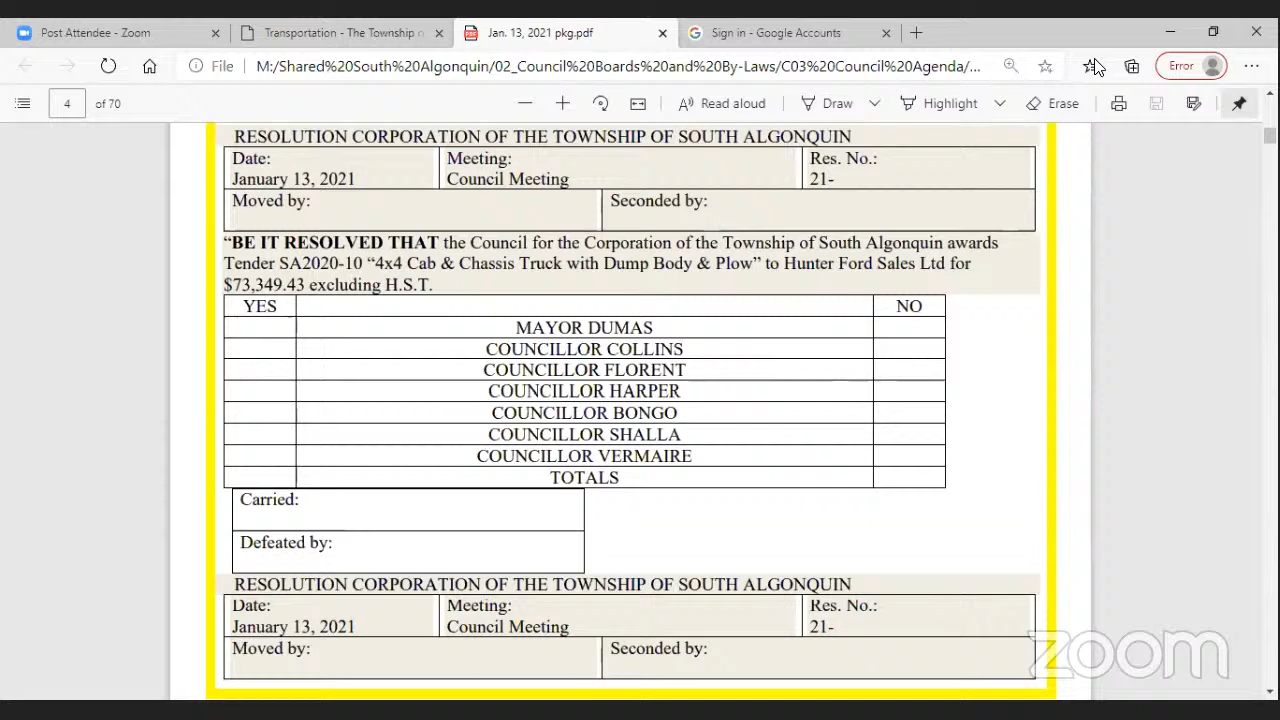 Post Attendee - Zoom
Transportation - The Township o
Jan. 13, 2021 pkg.pdf
Sign in - Google Accounts
File
M:/Shared%20South%20Algonquin/02_Council%20Boards%20and%20By-Laws/C03%20Council%20Agenda/...
Error
4 of 70
Read aloud
Draw
Highlight
Erase
RESOLUTION CORPORATION OF THE TOWNSHIP OF SOUTH ALGONQUIN
Date: Meeting: Res. No.:
January 13, 2021 Council Meeting 21-
Moved by: Seconded by:
“BE IT RESOLVED THAT the Council for the Corporation of the Township of South Algonquin awards
Tender SA2020-10 “4x4 Cab & Chassis Truck with Dump Body & Plow” to Hunter Ford Sales Ltd for
$73,349.43 excluding H.S.T.
YES NO
MAYOR DUMAS
COUNCILLOR COLLINS
COUNCILLOR FLORENT
COUNCILLOR HARPER
COUNCILLOR BONGO
COUNCILLOR SHALLA
COUNCILLOR VERMAIRE
TOTALS
Carried:
Defeated by:
RESOLUTION CORPORATION OF THE TOWNSHIP OF SOUTH ALGONQUIN
Date: Meeting: Res. No.:
January 13, 2021 Council Meeting 21-
Moved by: Seconded by:
zoom